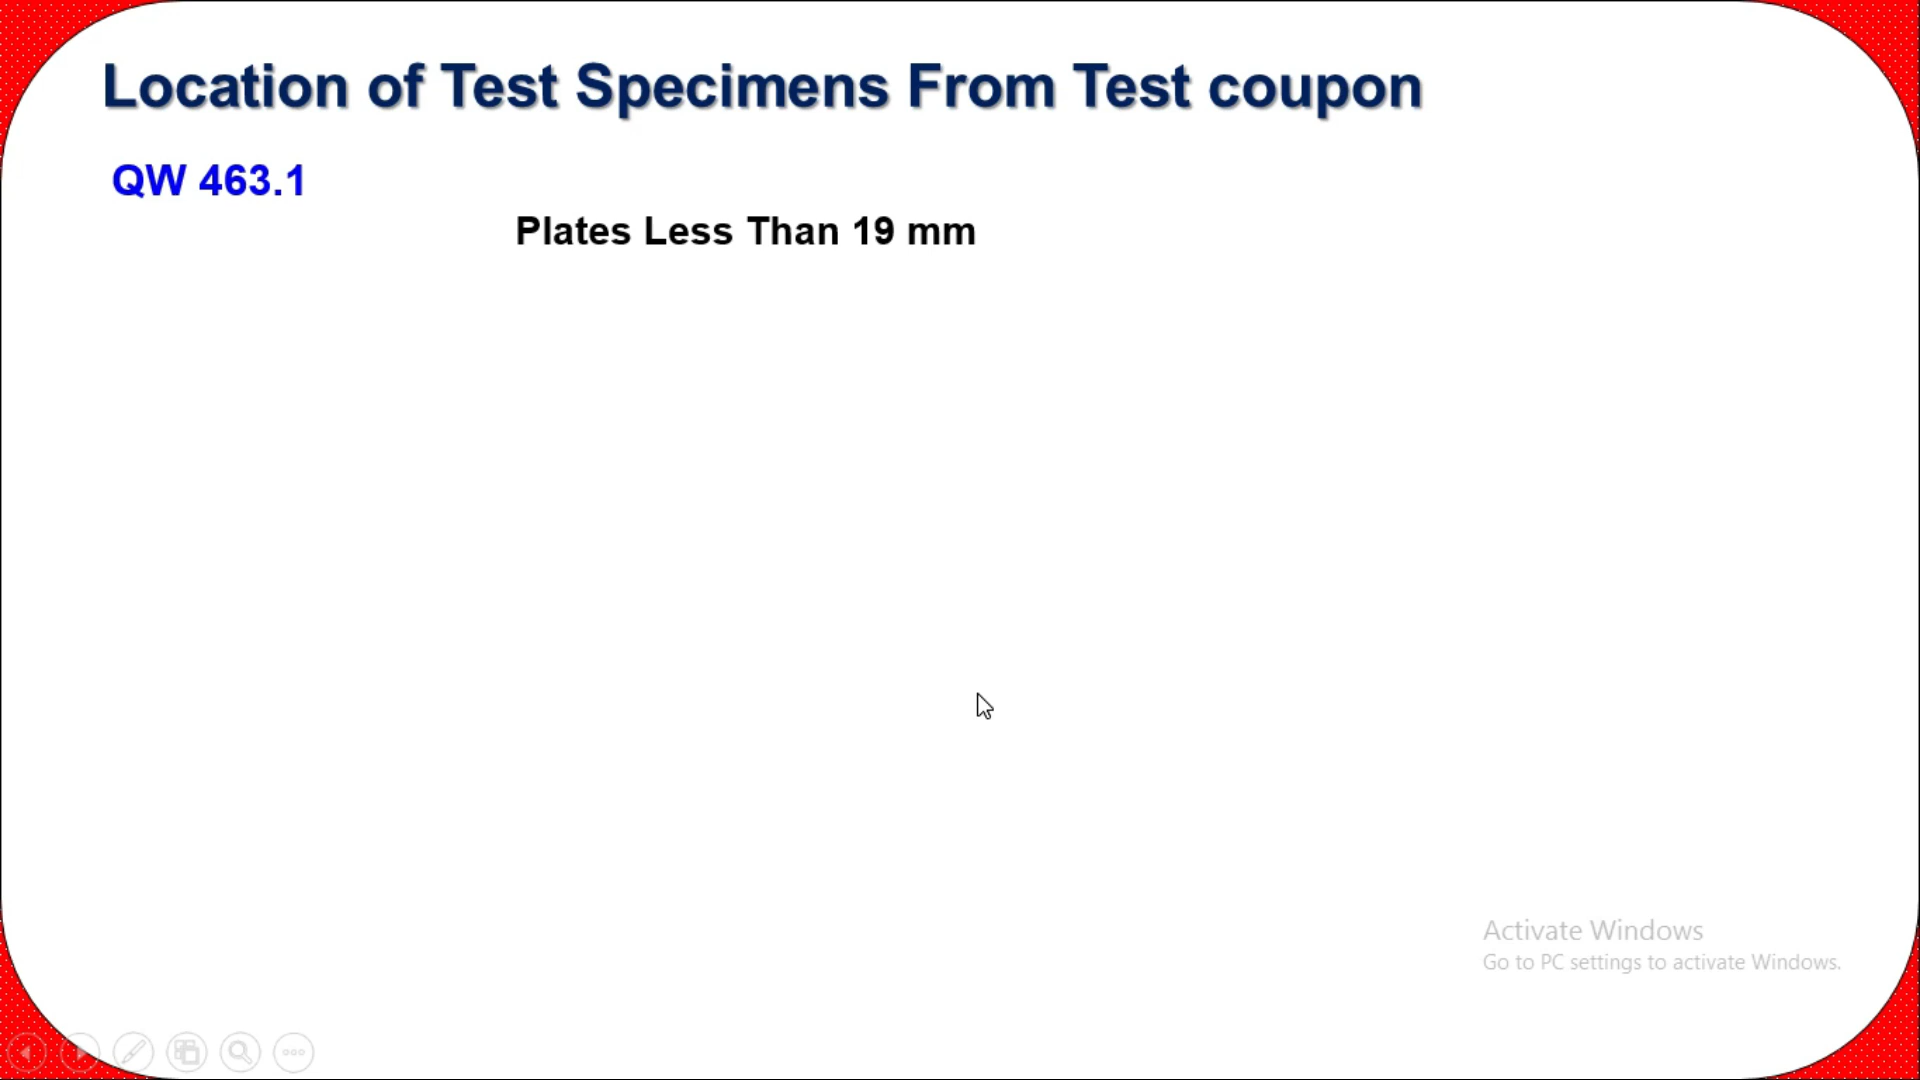 Location of Test Specimens From Test coupon
QW 463.1
Plates Less Than 19 mm
Activate Windows
Go to PC settings to activate Windows.